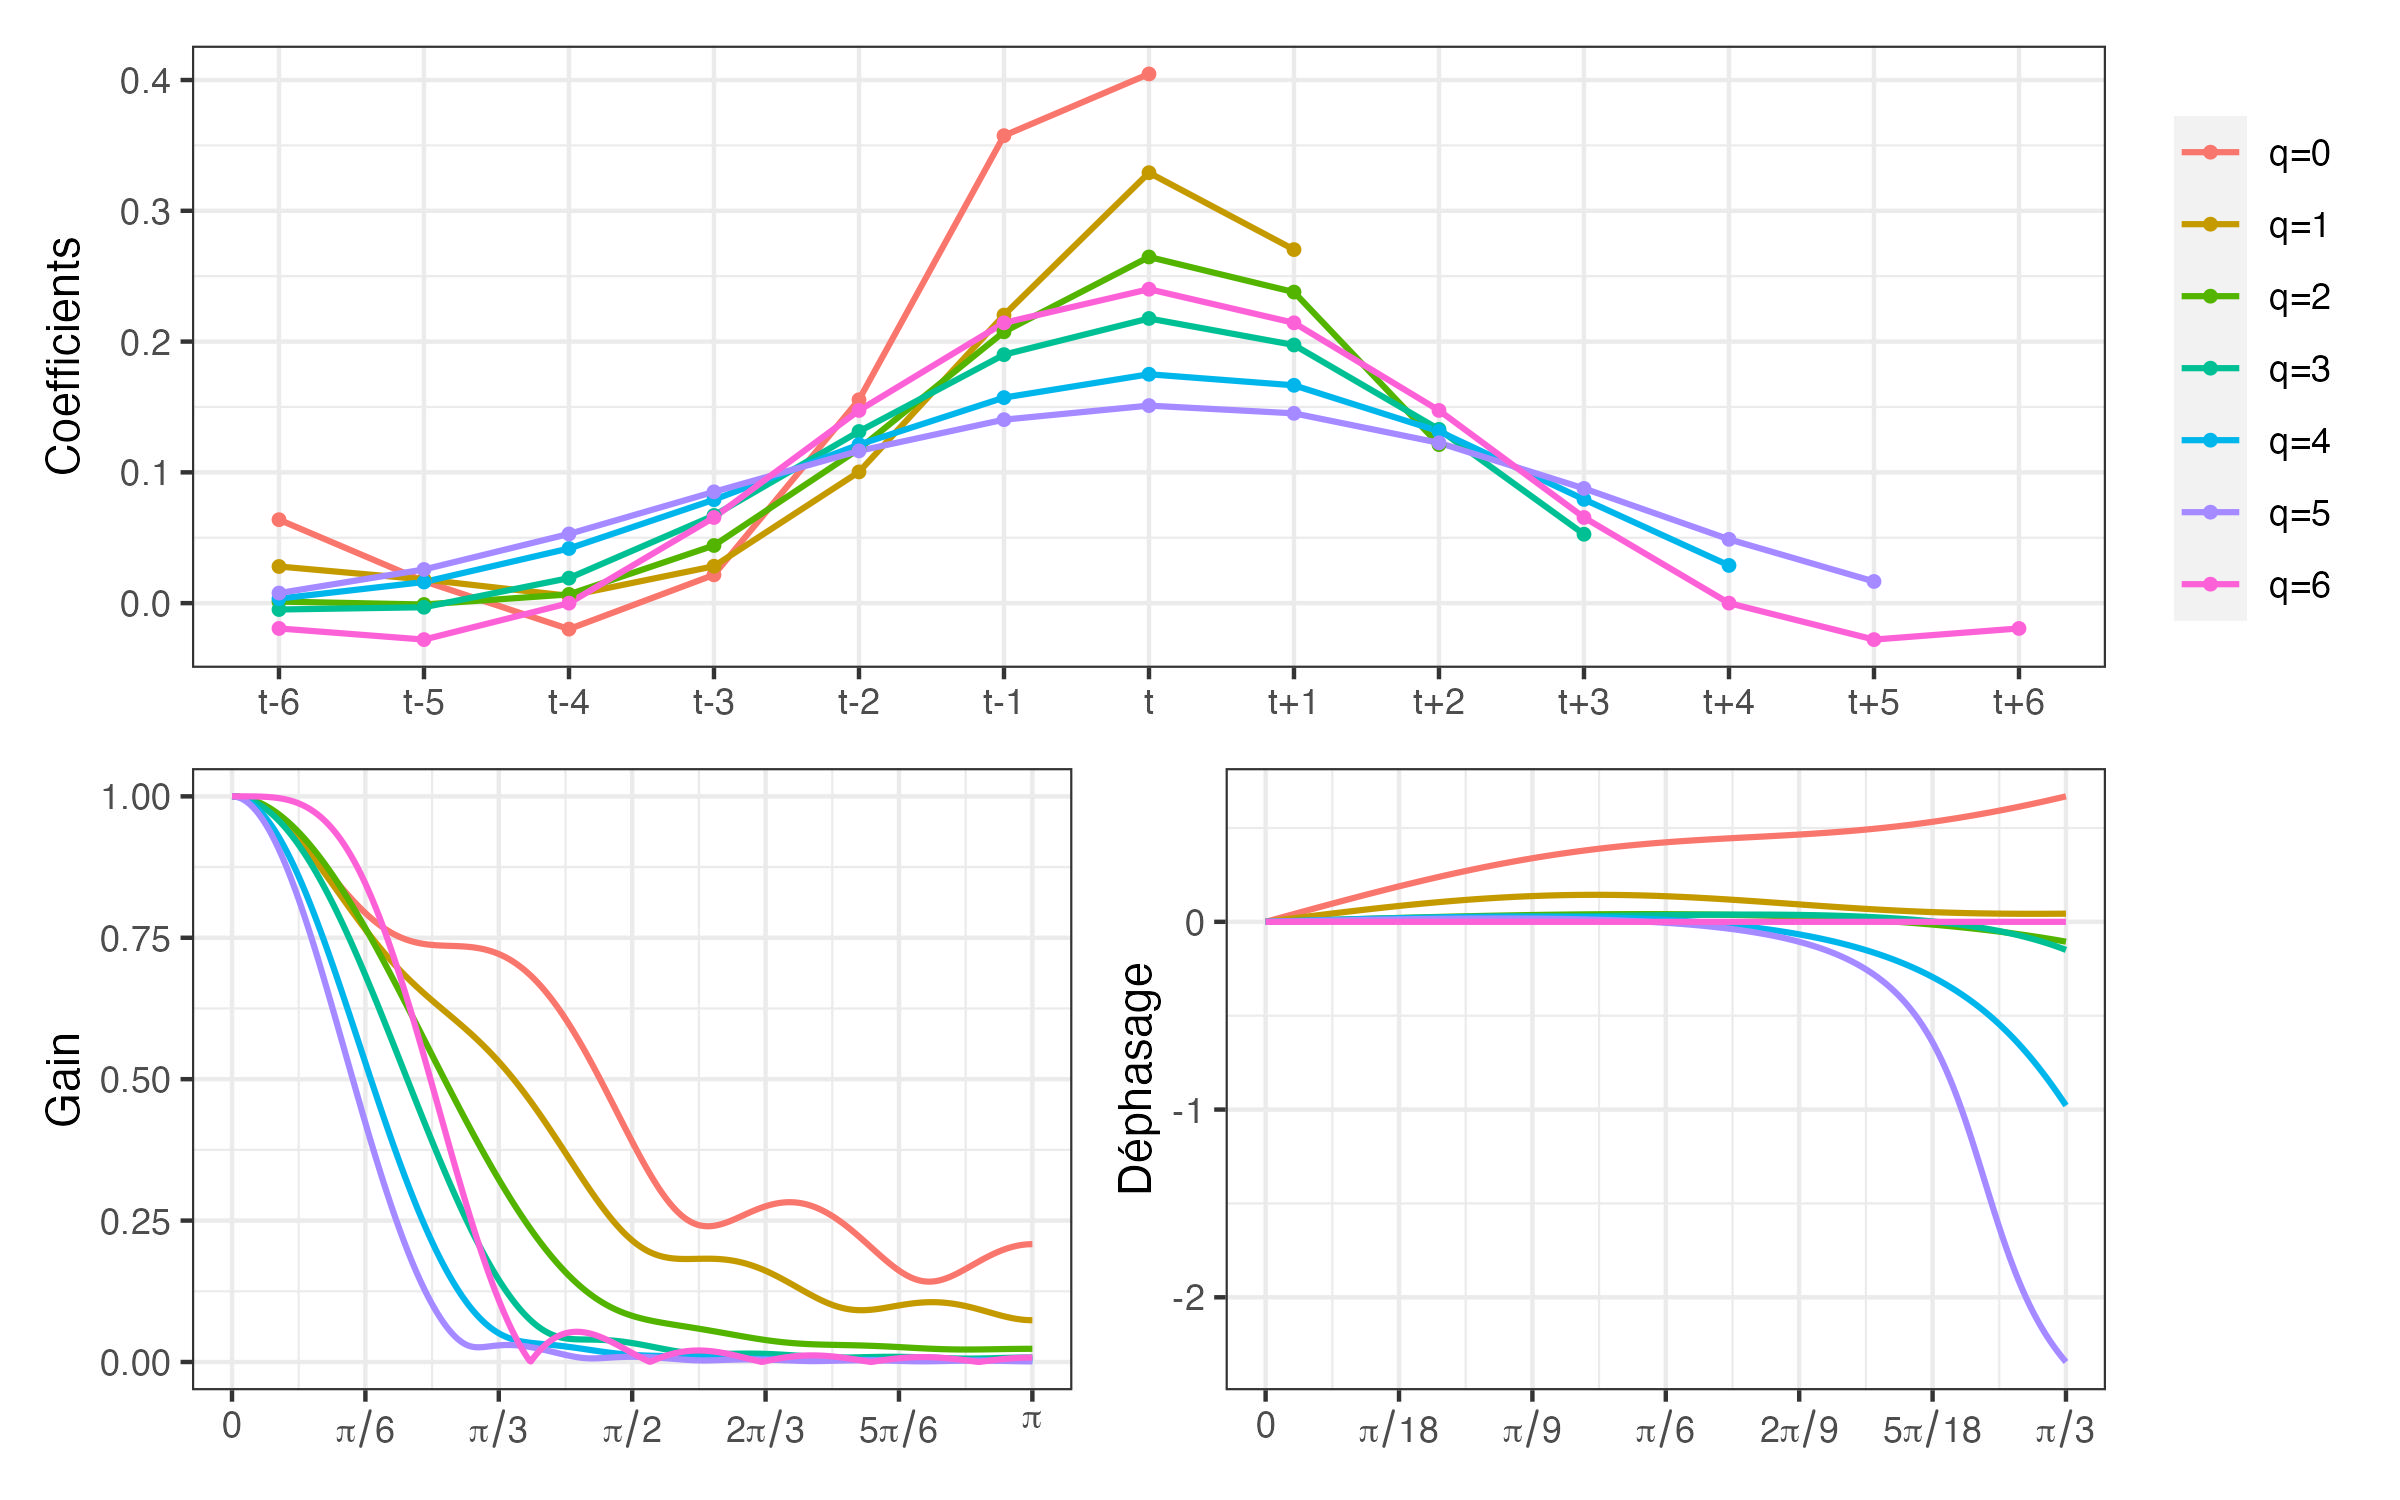 Coefficients
0.4
0.3
0.2
0.1
0.0
t-6 t-5 t-4 t-3 t-2 t-1 t t+1 t+2 t+3 t+4 t+5 t+6
q=0
q=1
q=2
q=3
q=4
q=5
q=6
Gain
1.00
0.75
0.50
0.25
0.00
0 π/6 π/3 π/2 2π/3 5π/6 π
Déphasage
0
-1
-2
0 π/18 π/9 π/6 2π/9 5π/18 π/3